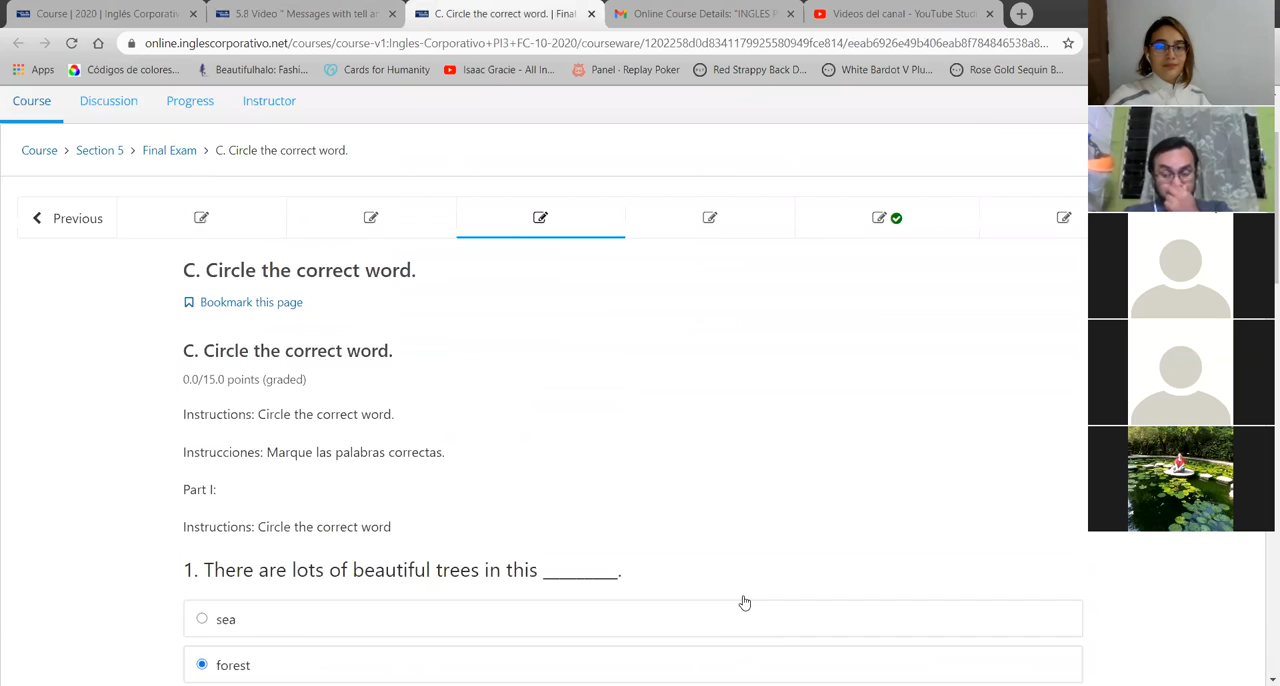 Course | 2020 | Inglés Corporativ
5.8 Video " Messages with tell ar
C. Circle the correct word. | Final
Online Course Details: "INGLES P
Videos del canal - YouTube Studi
online.inglescorporativo.net/courses/course-v1:Ingles-Corporativo+PI3+FC-10-2020/courseware/1202258d0d8341179925580949fce814/eeab6926e49b406eab8f784846538a8...
Apps
Códigos de colores...
Beautifulhalo: Fashi...
Cards for Humanity
Isaac Gracie - All In...
Panel · Replay Poker
Red Strappy Back D...
White Bardot V Plu...
Rose Gold Sequin B...
Course
Discussion
Progress
Instructor
Course > Section 5 > Final Exam > C. Circle the correct word.
Previous
C. Circle the correct word.
Bookmark this page
C. Circle the correct word.
0.0/15.0 points (graded)
Instructions: Circle the correct word.
Instrucciones: Marque las palabras correctas.
Part I:
Instructions: Circle the correct word
1. There are lots of beautiful trees in this _________.
sea
forest